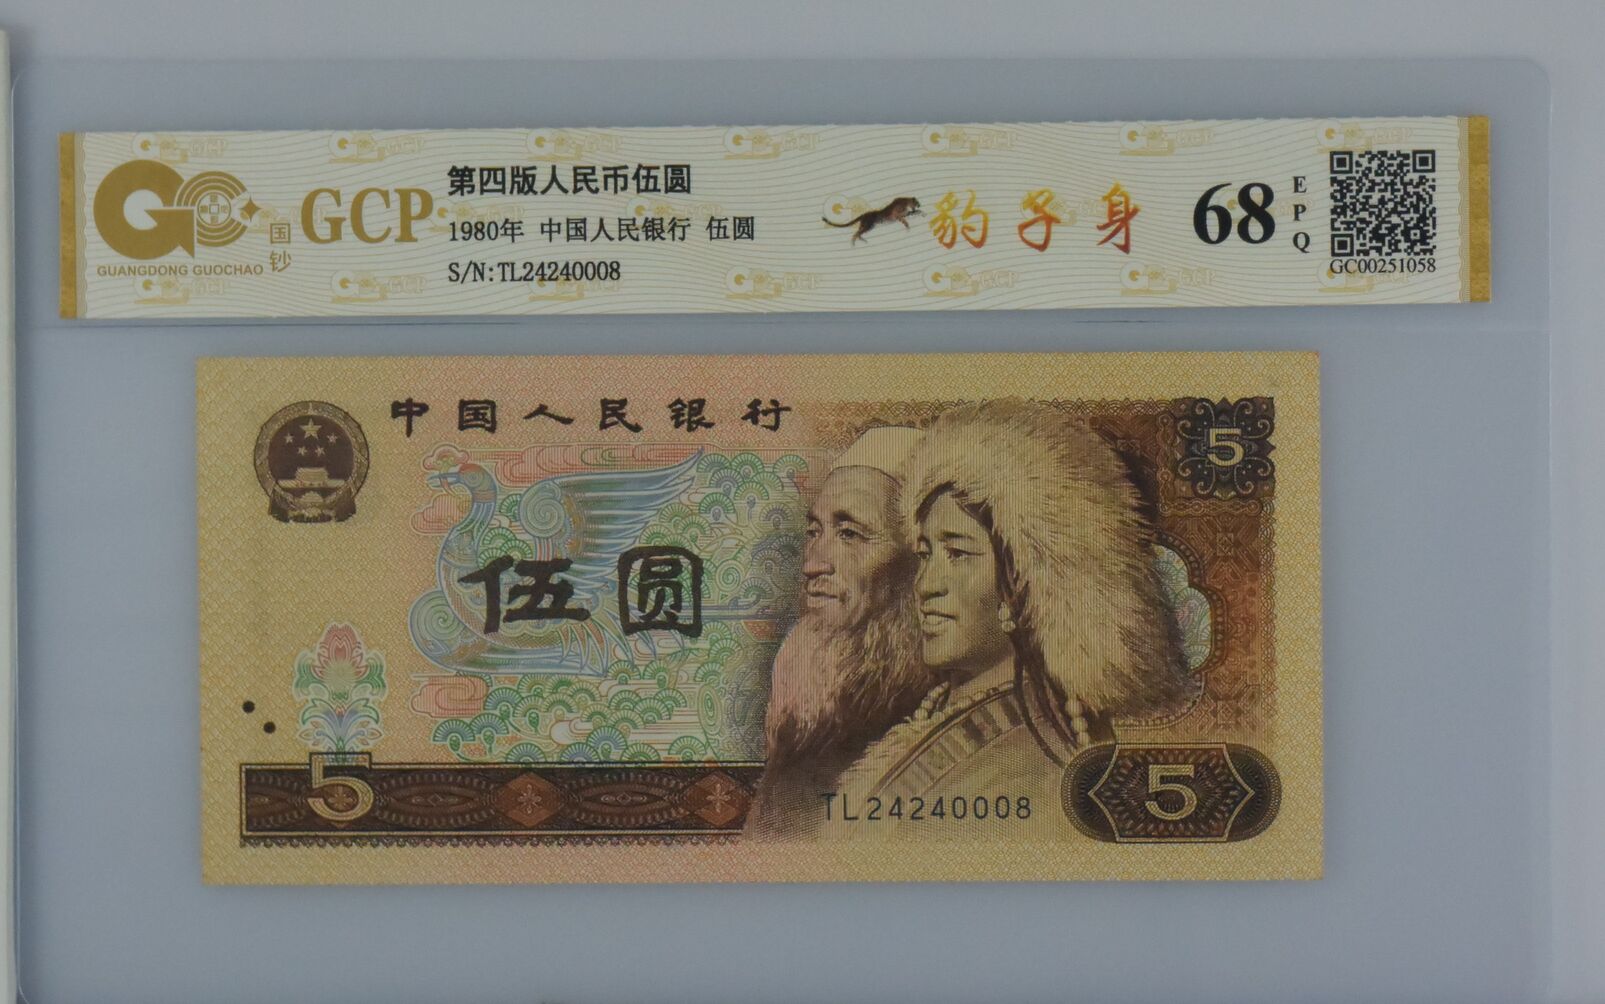 GUANGDONG GUOCHAO
国钞
GCP
第四版人民币伍圆
1980年 中国人民银行 伍圆
S/N:TL24240008
豹子身
68
EPQ
GC00251058
中国人民银行
5
伍圆
5
TL24240008
5